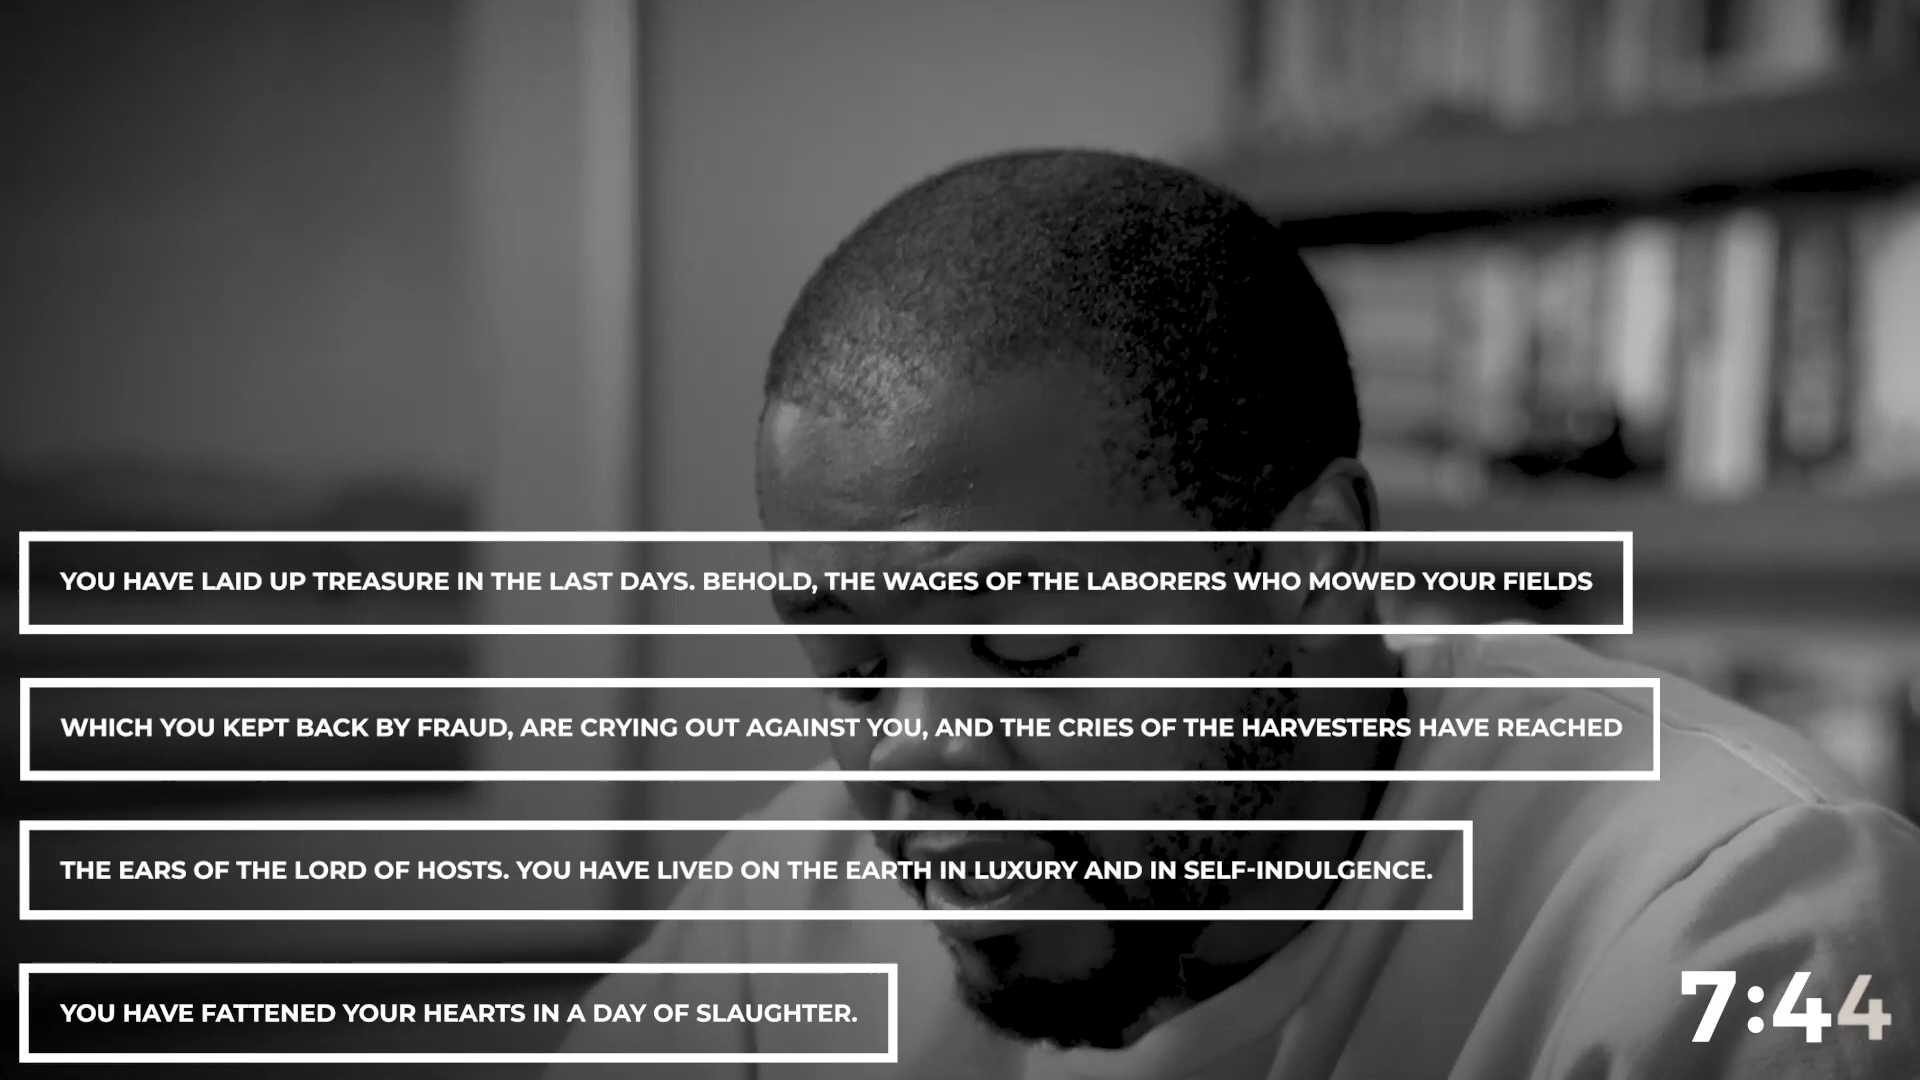 YOU HAVE LAID UP TREASURE IN THE LAST DAYS. BEHOLD, THE WAGES OF THE LABORERS WHO MOWED YOUR FIELDS
WHICH YOU KEPT BACK BY FRAUD, ARE CRYING OUT AGAINST YOU, AND THE CRIES OF THE HARVESTERS HAVE REACHED
THE EARS OF THE LORD OF HOSTS. YOU HAVE LIVED ON THE EARTH IN LUXURY AND IN SELF-INDULGENCE.
YOU HAVE FATTENED YOUR HEARTS IN A DAY OF SLAUGHTER.
7:44